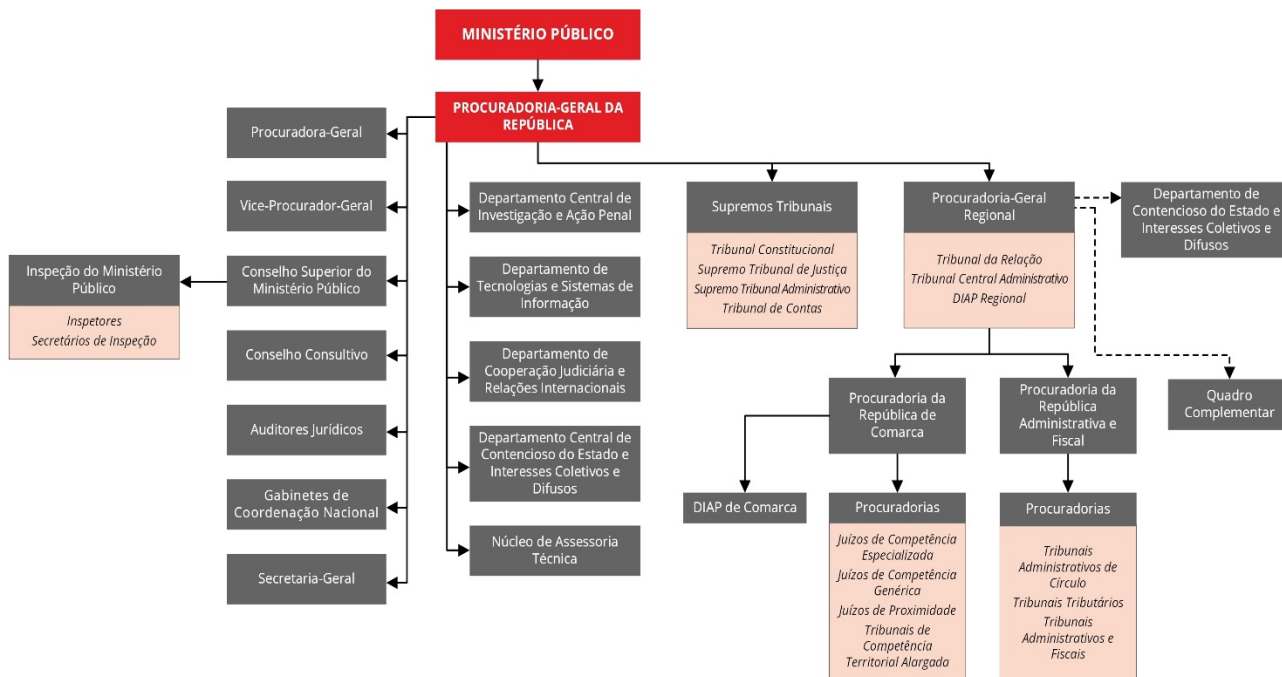 MINISTÉRIO PÚBLICO
PROCURADORIA-GERAL DA
REPÚBLICA
Procuradora-Geral
Vice-Procurador-Geral
Conselho Superior do
Ministério Público
Inspeção do Ministério
Público
Inspetores
Secretários de Inspeção
Conselho Consultivo
Auditores Jurídicos
Gabinetes de
Coordenação Nacional
Secretaria-Geral
Departamento Central de
Investigação e Ação Penal
Departamento de
Tecnologias e Sistemas de
Informação
Departamento de
Cooperação Judiciária e
Relações Internacionais
Departamento Central de
Contencioso do Estado e
Interesses Coletivos e
Difusos
Núcleo de Assessoria
Técnica
Supremos Tribunais
Tribunal Constitucional
Supremo Tribunal de Justiça
Supremo Tribunal Administrativo
Tribunal de Contas
Procuradoria-Geral
Regional
Tribunal da Relação
Tribunal Central Administrativo
DIAP Regional
Departamento de
Contencioso do Estado e
Interesses Coletivos e
Difusos
Procuradoria da
República de
Comarca
Procuradoria da
República
Administrativa e
Fiscal
Quadro
Complementar
DIAP de Comarca
Procuradorias
Juízos de Competência
Especializada
Juízos de Competência
Genérica
Juízos de Proximidade
Tribunais de
Competência
Territorial Alargada
Procuradorias
Tribunais
Administrativos de
Círculo
Tribunais Tributários
Tribunais
Administrativos e
Fiscais